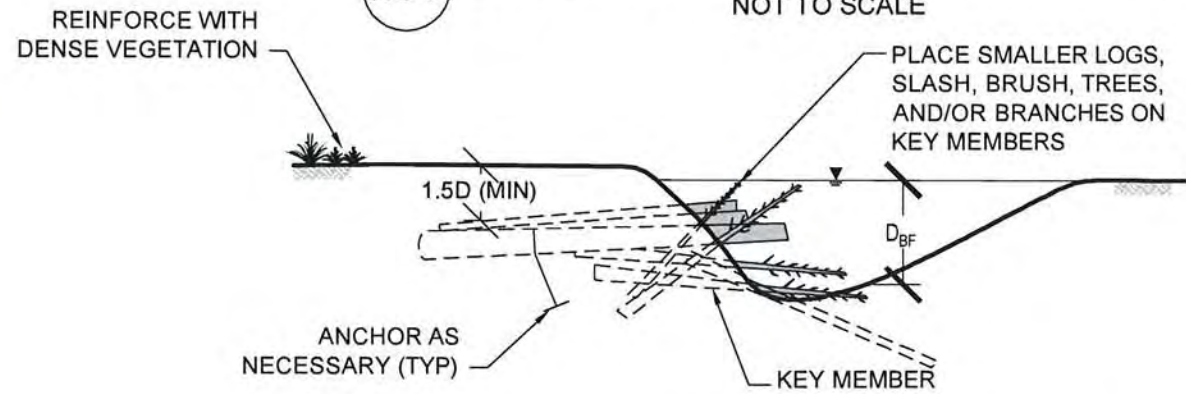 NOT TO SCALE
REINFORCE WITH
DENSE VEGETATION
PLACE SMALLER LOGS,
SLASH, BRUSH, TREES,
AND/OR BRANCHES ON
KEY MEMBERS
1.5D (MIN)
D_BF
ANCHOR AS
NECESSARY (TYP)
KEY MEMBER